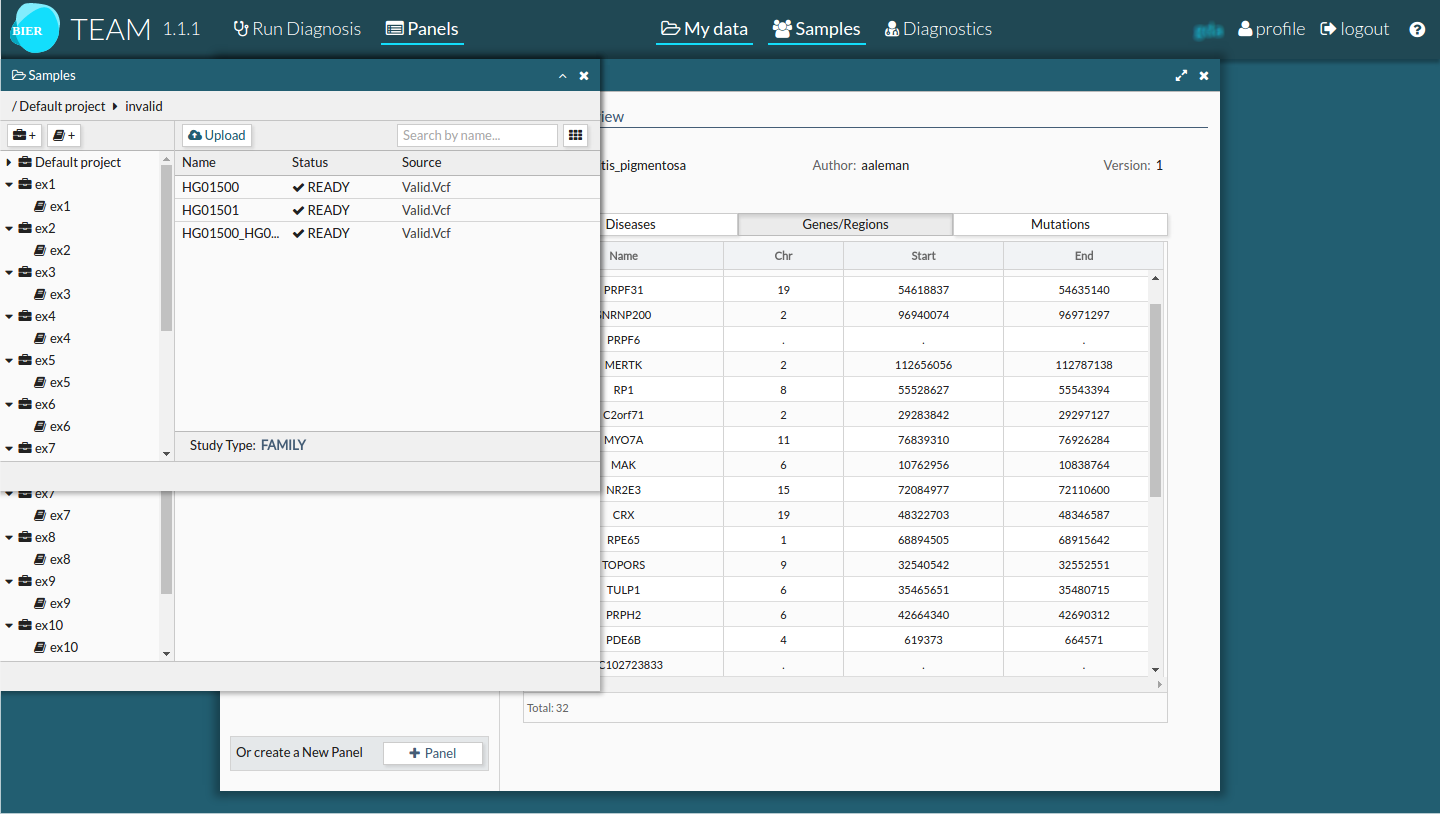 BIER TEAM 1.1.1 Run Diagnosis Panels My data Samples Diagnostics profile logout
Samples
/ Default project invalid
+ + Upload Search by name...
Default project
ex1
ex1
ex2
ex2
ex3
ex3
ex4
ex4
ex5
ex5
ex6
ex6
ex7
Name Status Source
HG01500 READY Valid.Vcf
HG01501 READY Valid.Vcf
HG01500_HG0... READY Valid.Vcf
Study Type: FAMILY
ex7
ex7
ex8
ex8
ex9
ex9
ex10
ex10
iew
tis_pigmentosa Author: aaleman Version: 1
Diseases Genes/Regions Mutations
Name Chr Start End
PRPF31 19 54618837 54635140
SNRNP200 2 96940074 96971297
PRPF6 . . .
MERTK 2 112656056 112787138
RP1 8 55528627 55543394
C2orf71 2 29283842 29297127
MYO7A 11 76839310 76926284
MAK 6 10762956 10838764
NR2E3 15 72084977 72110600
CRX 19 48322703 48346587
RPE65 1 68894505 68915642
TOPORS 9 32540542 32552551
TULP1 6 35465651 35480715
PRPH2 6 42664340 42690312
PDE6B 4 619373 664571
C102723833 . . .
Total: 32
Or create a New Panel + Panel